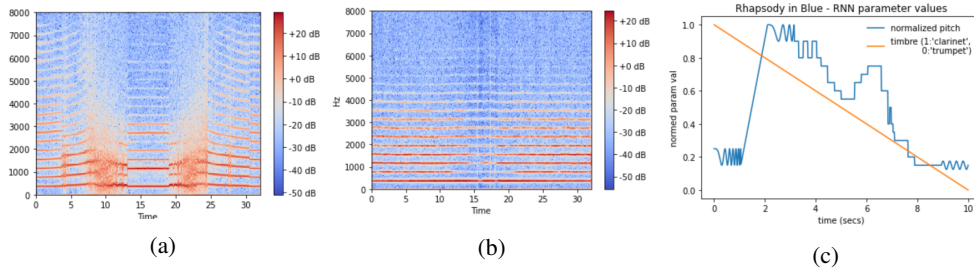 8000
7000
6000
5000
4000
3000
2000
1000
0
0 5 10 15 20 25 30
Time
+20 dB
+10 dB
+0 dB
-10 dB
-20 dB
-30 dB
-40 dB
-50 dB
(a)
8000
7000
6000
5000
4000
3000
2000
1000
0
Hz
0 5 10 15 20 25 30
Time
+20 dB
+10 dB
+0 dB
-10 dB
-20 dB
-30 dB
-40 dB
-50 dB
(b)
Rhapsody in Blue - RNN parameter values
normalized pitch
timbre (1:'clarinet',
0:'trumpet')
normed param val
1.0
0.8
0.6
0.4
0.2
0.0
0 2 4 6 8 10
time (secs)
(c)